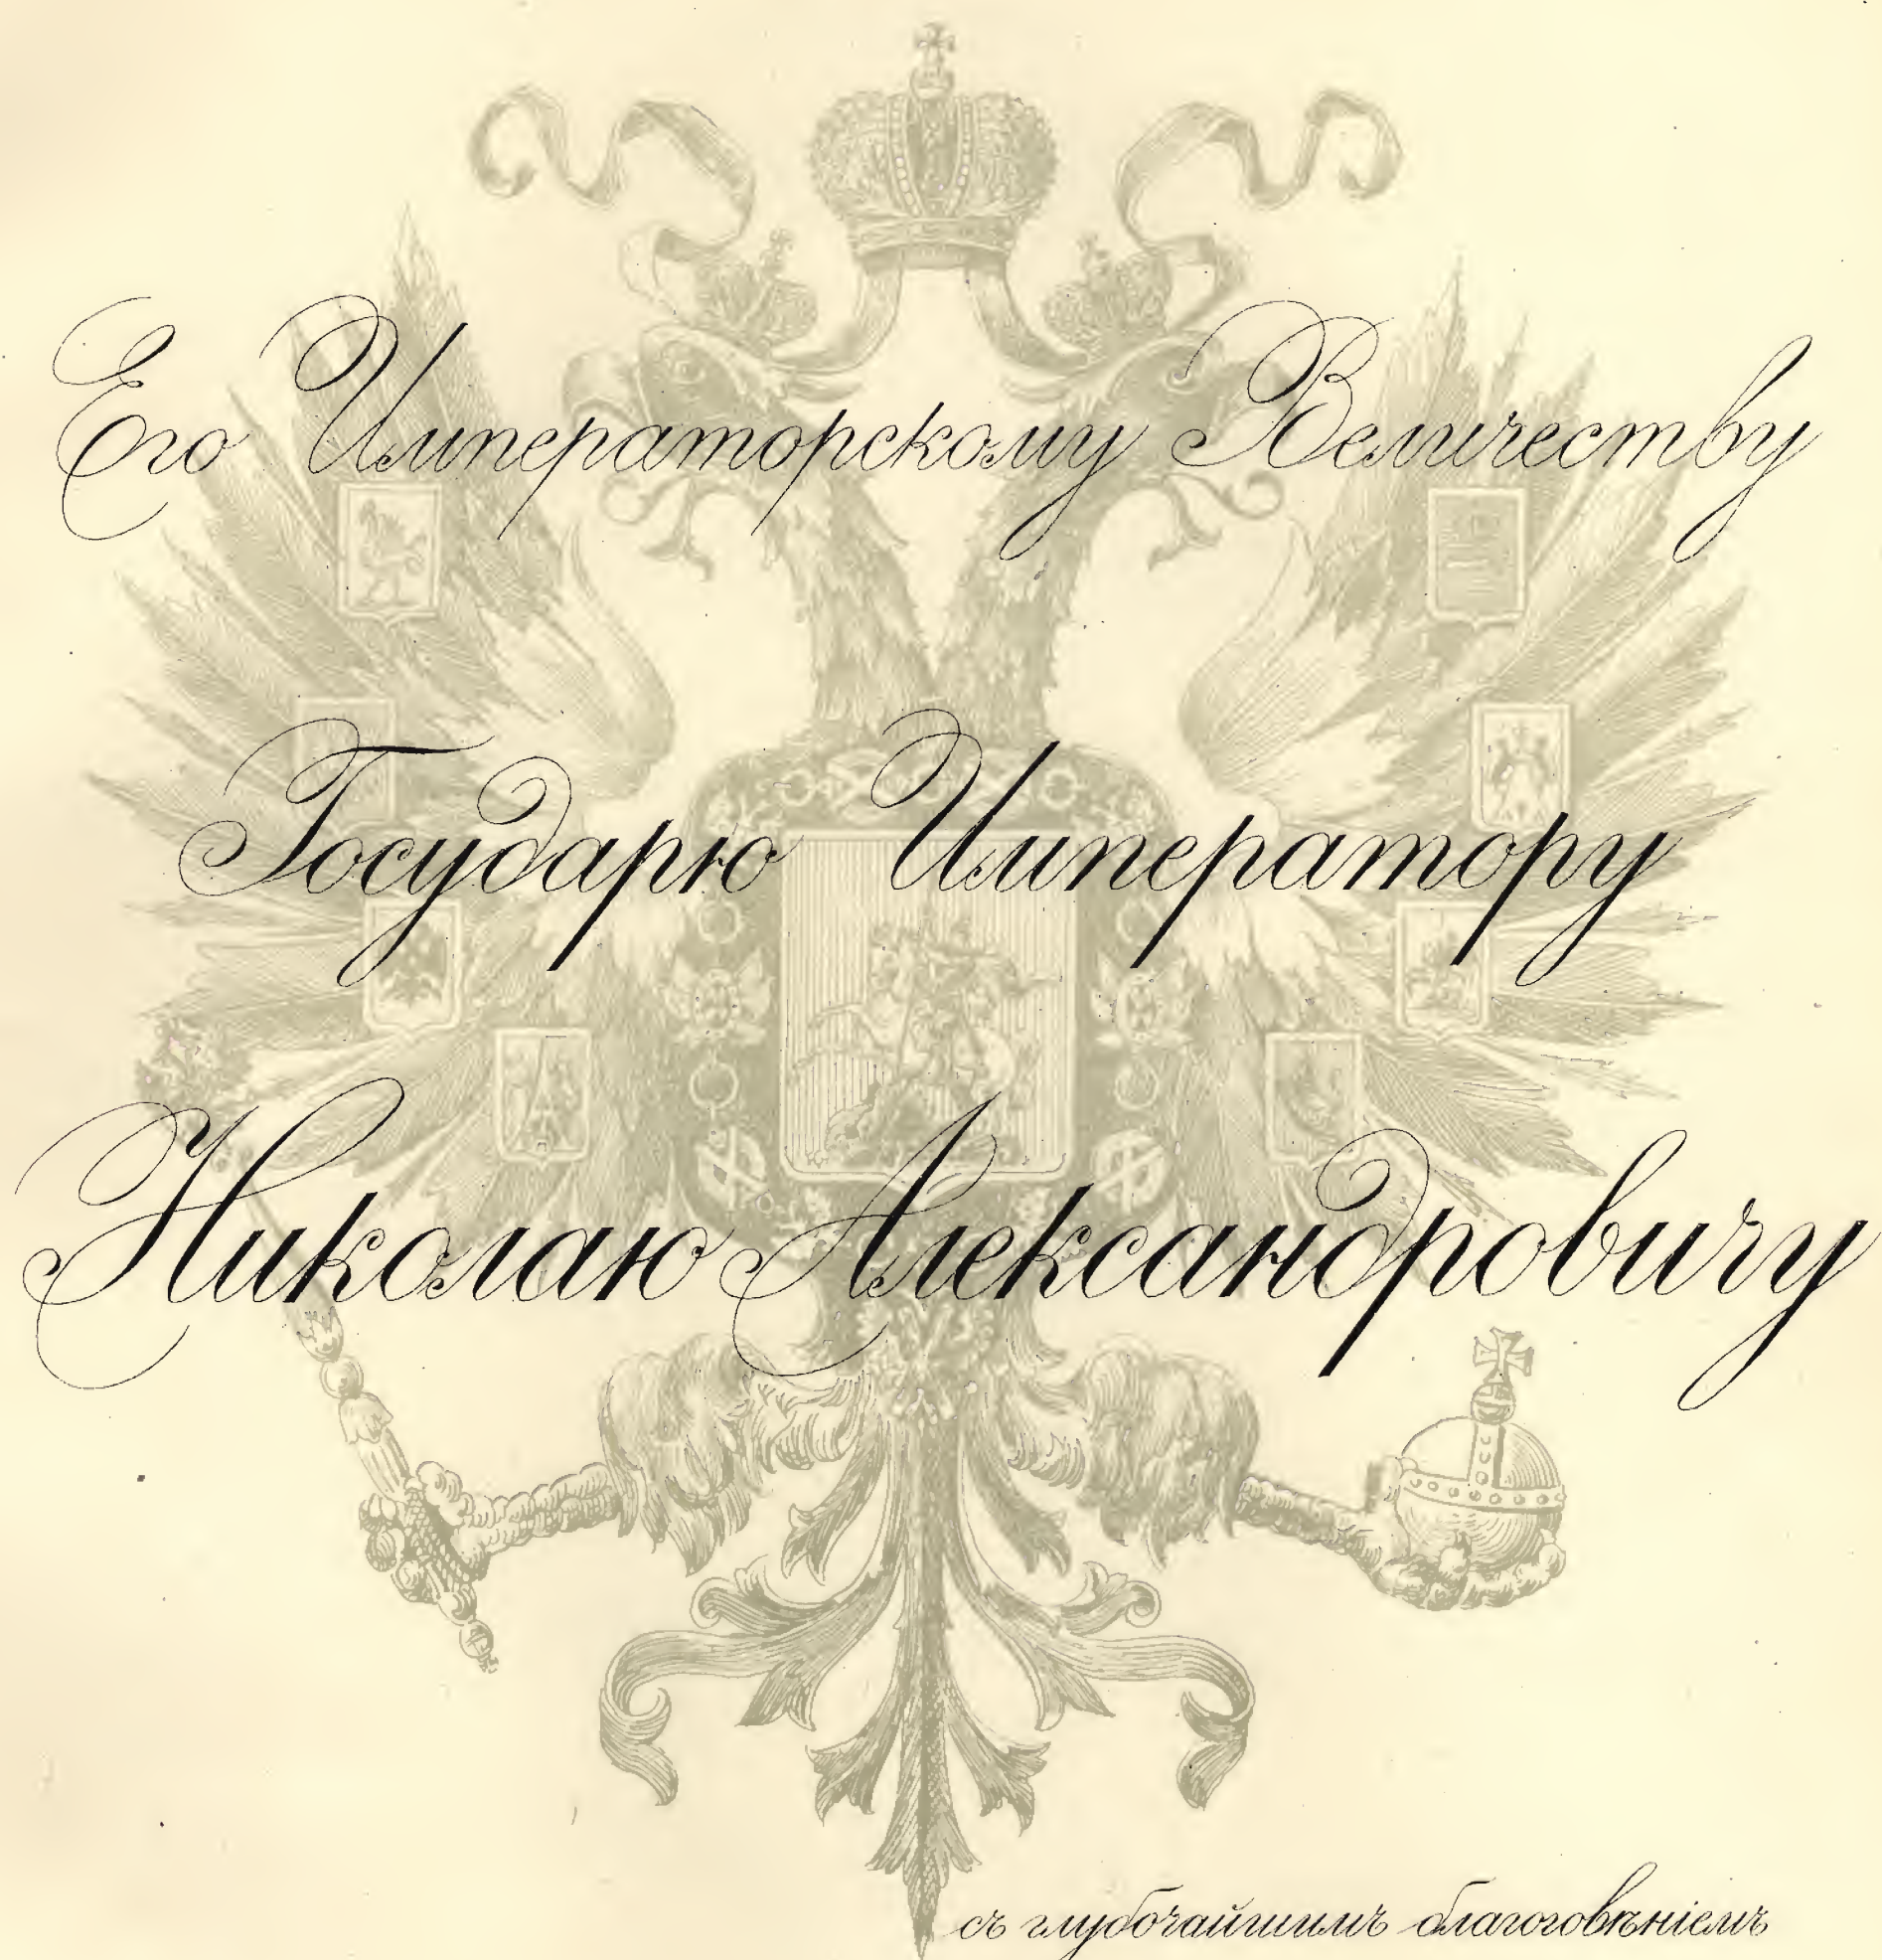 Его Императорскому Величеству
Государю Императору
Николаю Александровичу
съ глубочайшимъ благоговѣніемъ